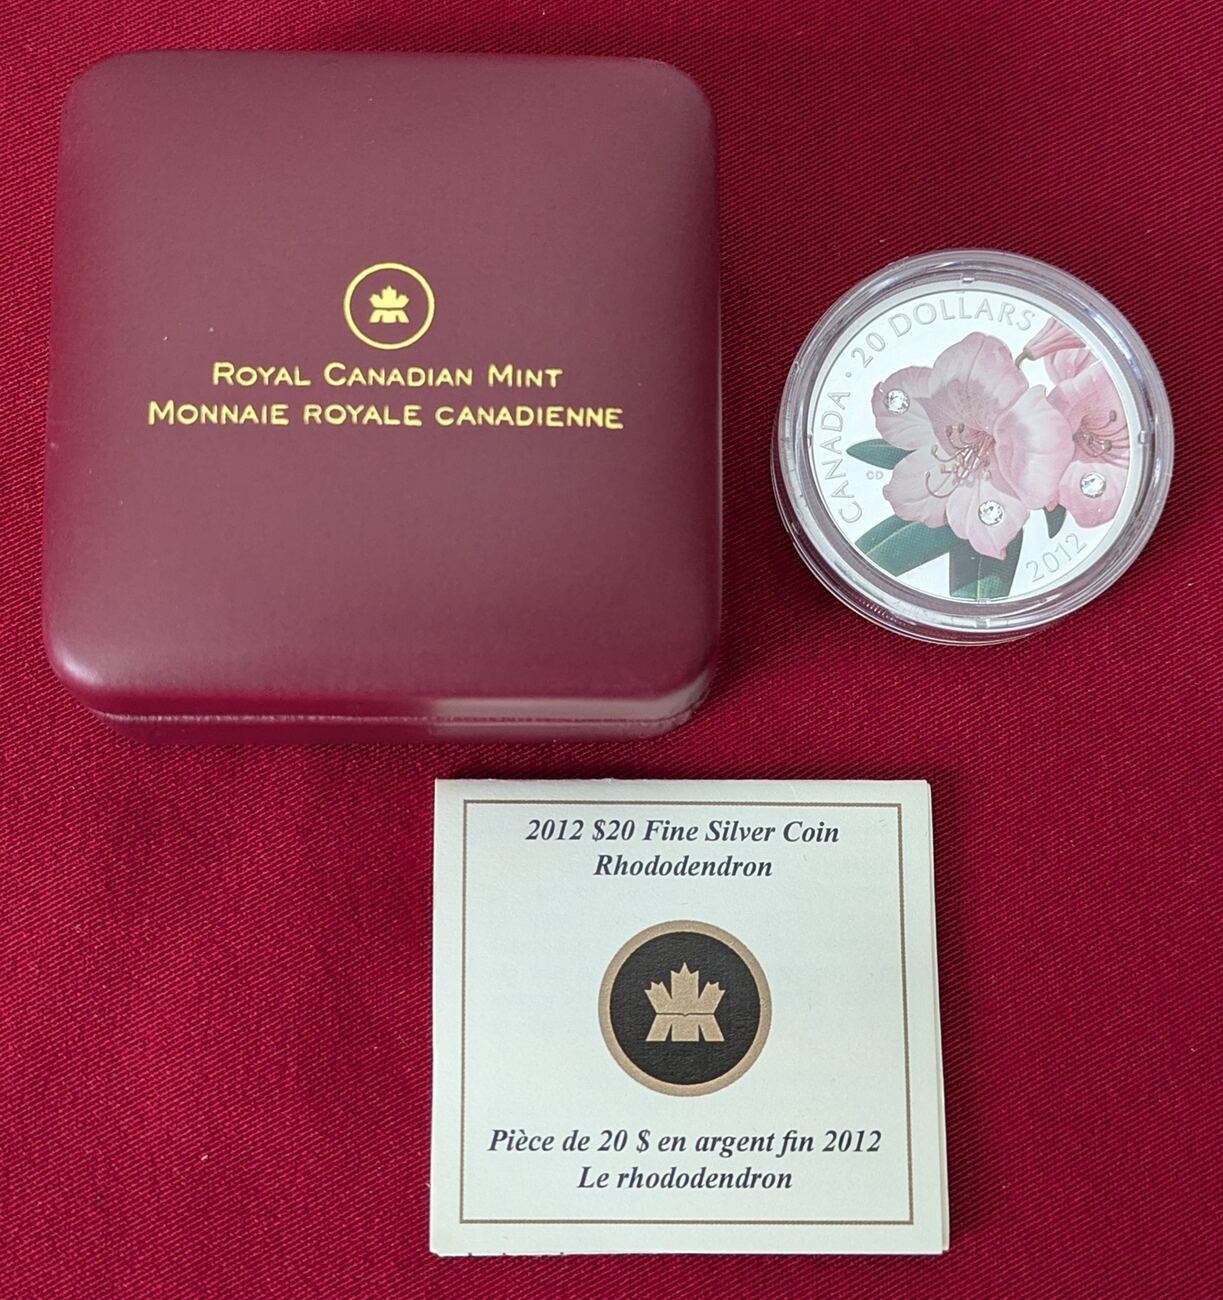 ROYAL CANADIAN MINT
MONNAIE ROYALE CANADIENNE
CANADA · 20 DOLLARS
CD
2012
2012 $20 Fine Silver Coin
Rhododendron
Pièce de 20 $ en argent fin 2012
Le rhododendron